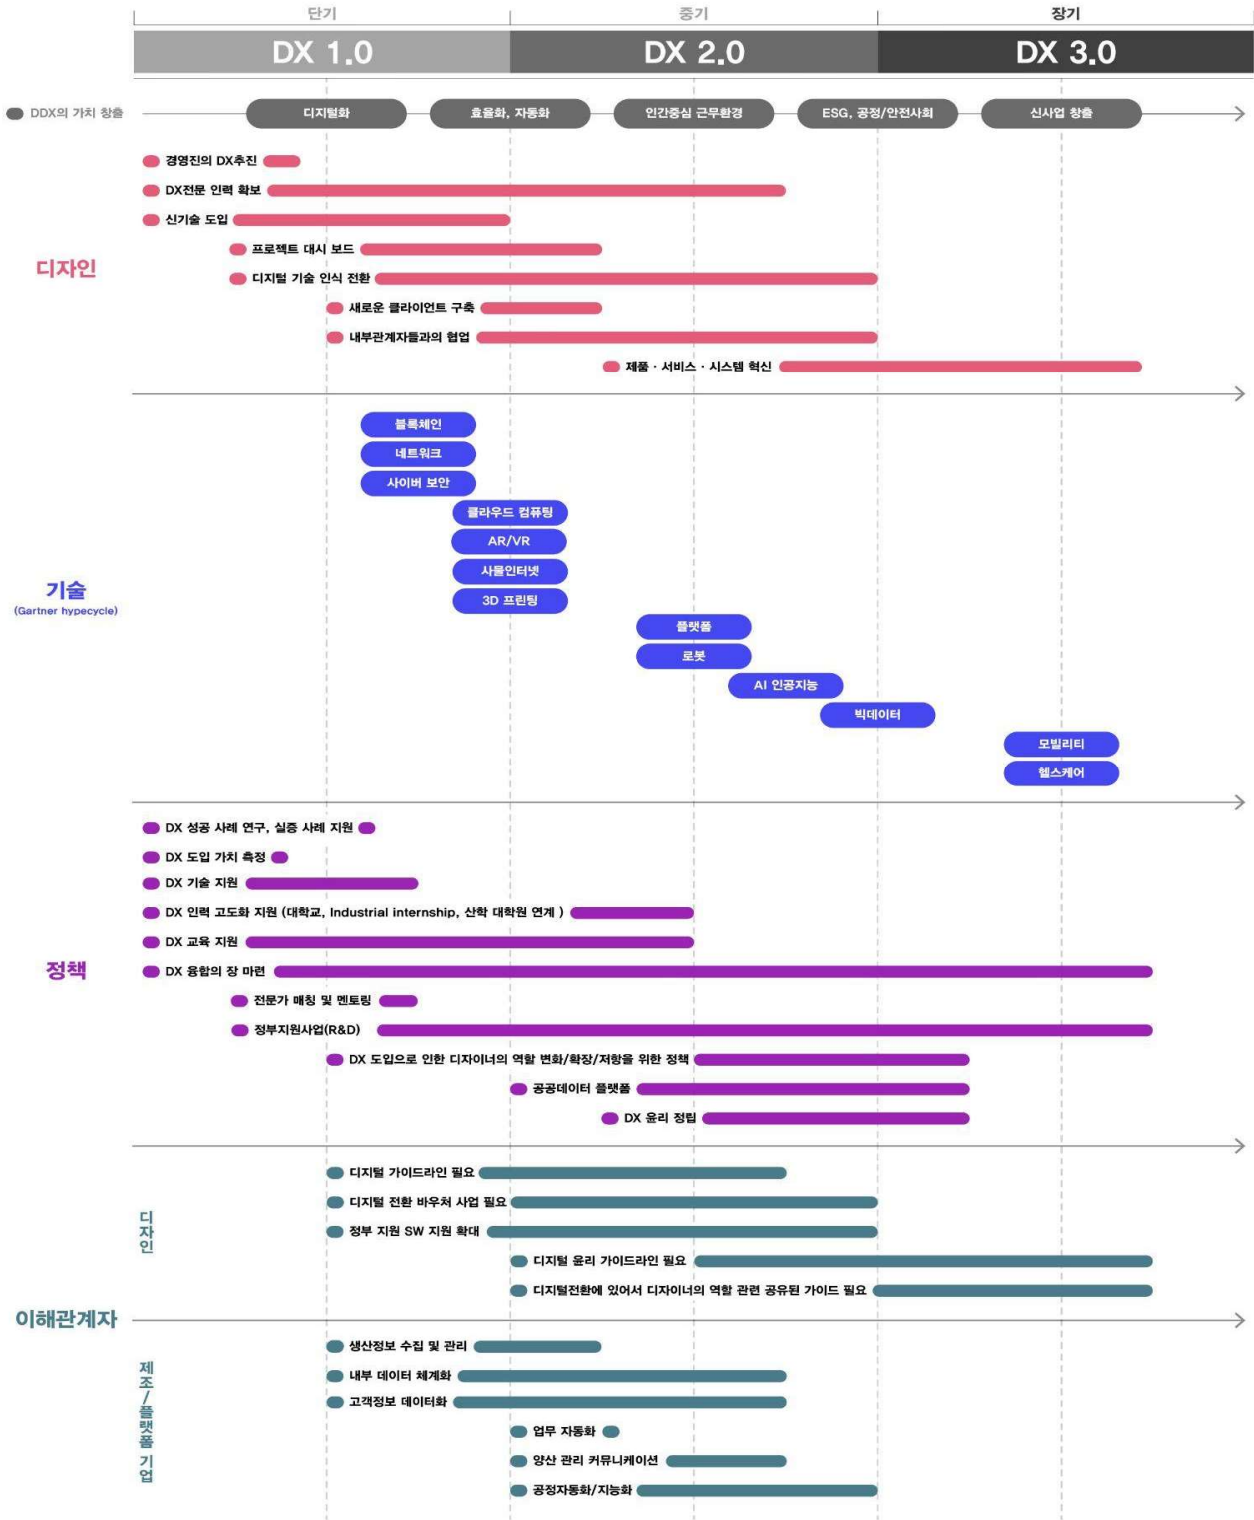 단기
중기
장기
DX 1.0
DX 2.0
DX 3.0
DDX의 가치 창출
디지털화
효율화, 자동화
인간중심 근무환경
ESG, 공정/안전사회
신사업 창출
디자인
경영진의 DX추진
DX전문 인력 확보
신기술 도입
프로젝트 대시 보드
디지털 기술 인식 전환
새로운 클라이언트 구축
내부관계자들과의 협업
제품 · 서비스 · 시스템 혁신
기술
(Gartner hypecycle)
블록체인
네트워크
사이버 보안
클라우드 컴퓨팅
AR/VR
사물인터넷
3D 프린팅
플랫폼
로봇
AI 인공지능
빅데이터
모빌리티
헬스케어
정책
DX 성공 사례 연구, 실증 사례 지원
DX 도입 가치 측정
DX 기술 지원
DX 인력 고도화 지원 (대학교, Industrial internship, 산학 대학원 연계 )
DX 교육 지원
DX 융합의 장 마련
전문가 매칭 및 멘토링
정부지원사업(R&D)
DX 도입으로 인한 디자이너의 역할 변화/확장/저항을 위한 정책
공공데이터 플랫폼
DX 윤리 정립
이해관계자
디자인
디지털 가이드라인 필요
디지털 전환 바우처 사업 필요
정부 지원 SW 지원 확대
디지털 윤리 가이드라인 필요
디지털전환에 있어서 디자이너의 역할 관련 공유된 가이드 필요
제조/플랫폼 기업
생산정보 수집 및 관리
내부 데이터 체계화
고객정보 데이터화
업무 자동화
양산 관리 커뮤니케이션
공정자동화/지능화